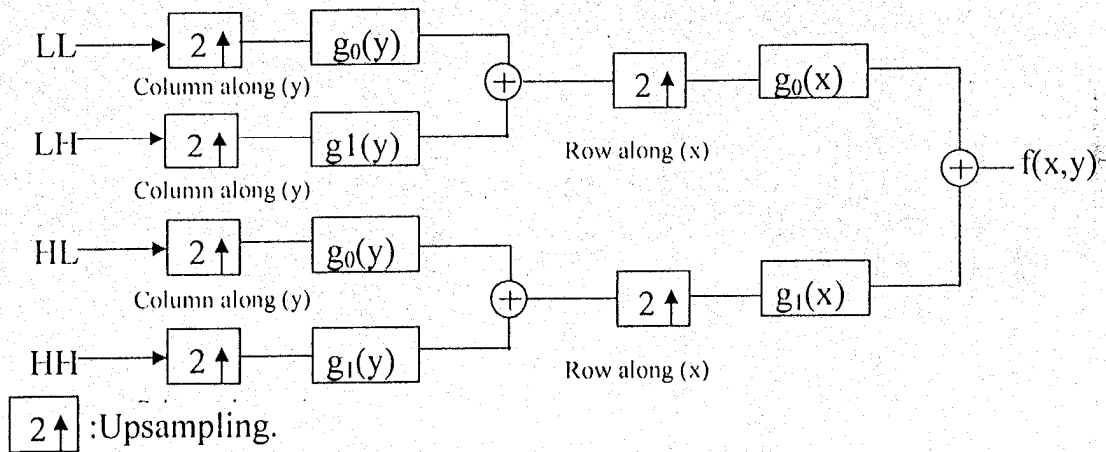 LL 2↑ g₀(y)
Column along (y)
2↑ g₀(x)
LH 2↑ g1(y)
Row along (x)
Column along (y)
f(x,y)
HL 2↑ g₀(y)
Column along (y)
2↑ g₁(x)
HH 2↑ g₁(y)
Row along (x)
2↑ :Upsampling.